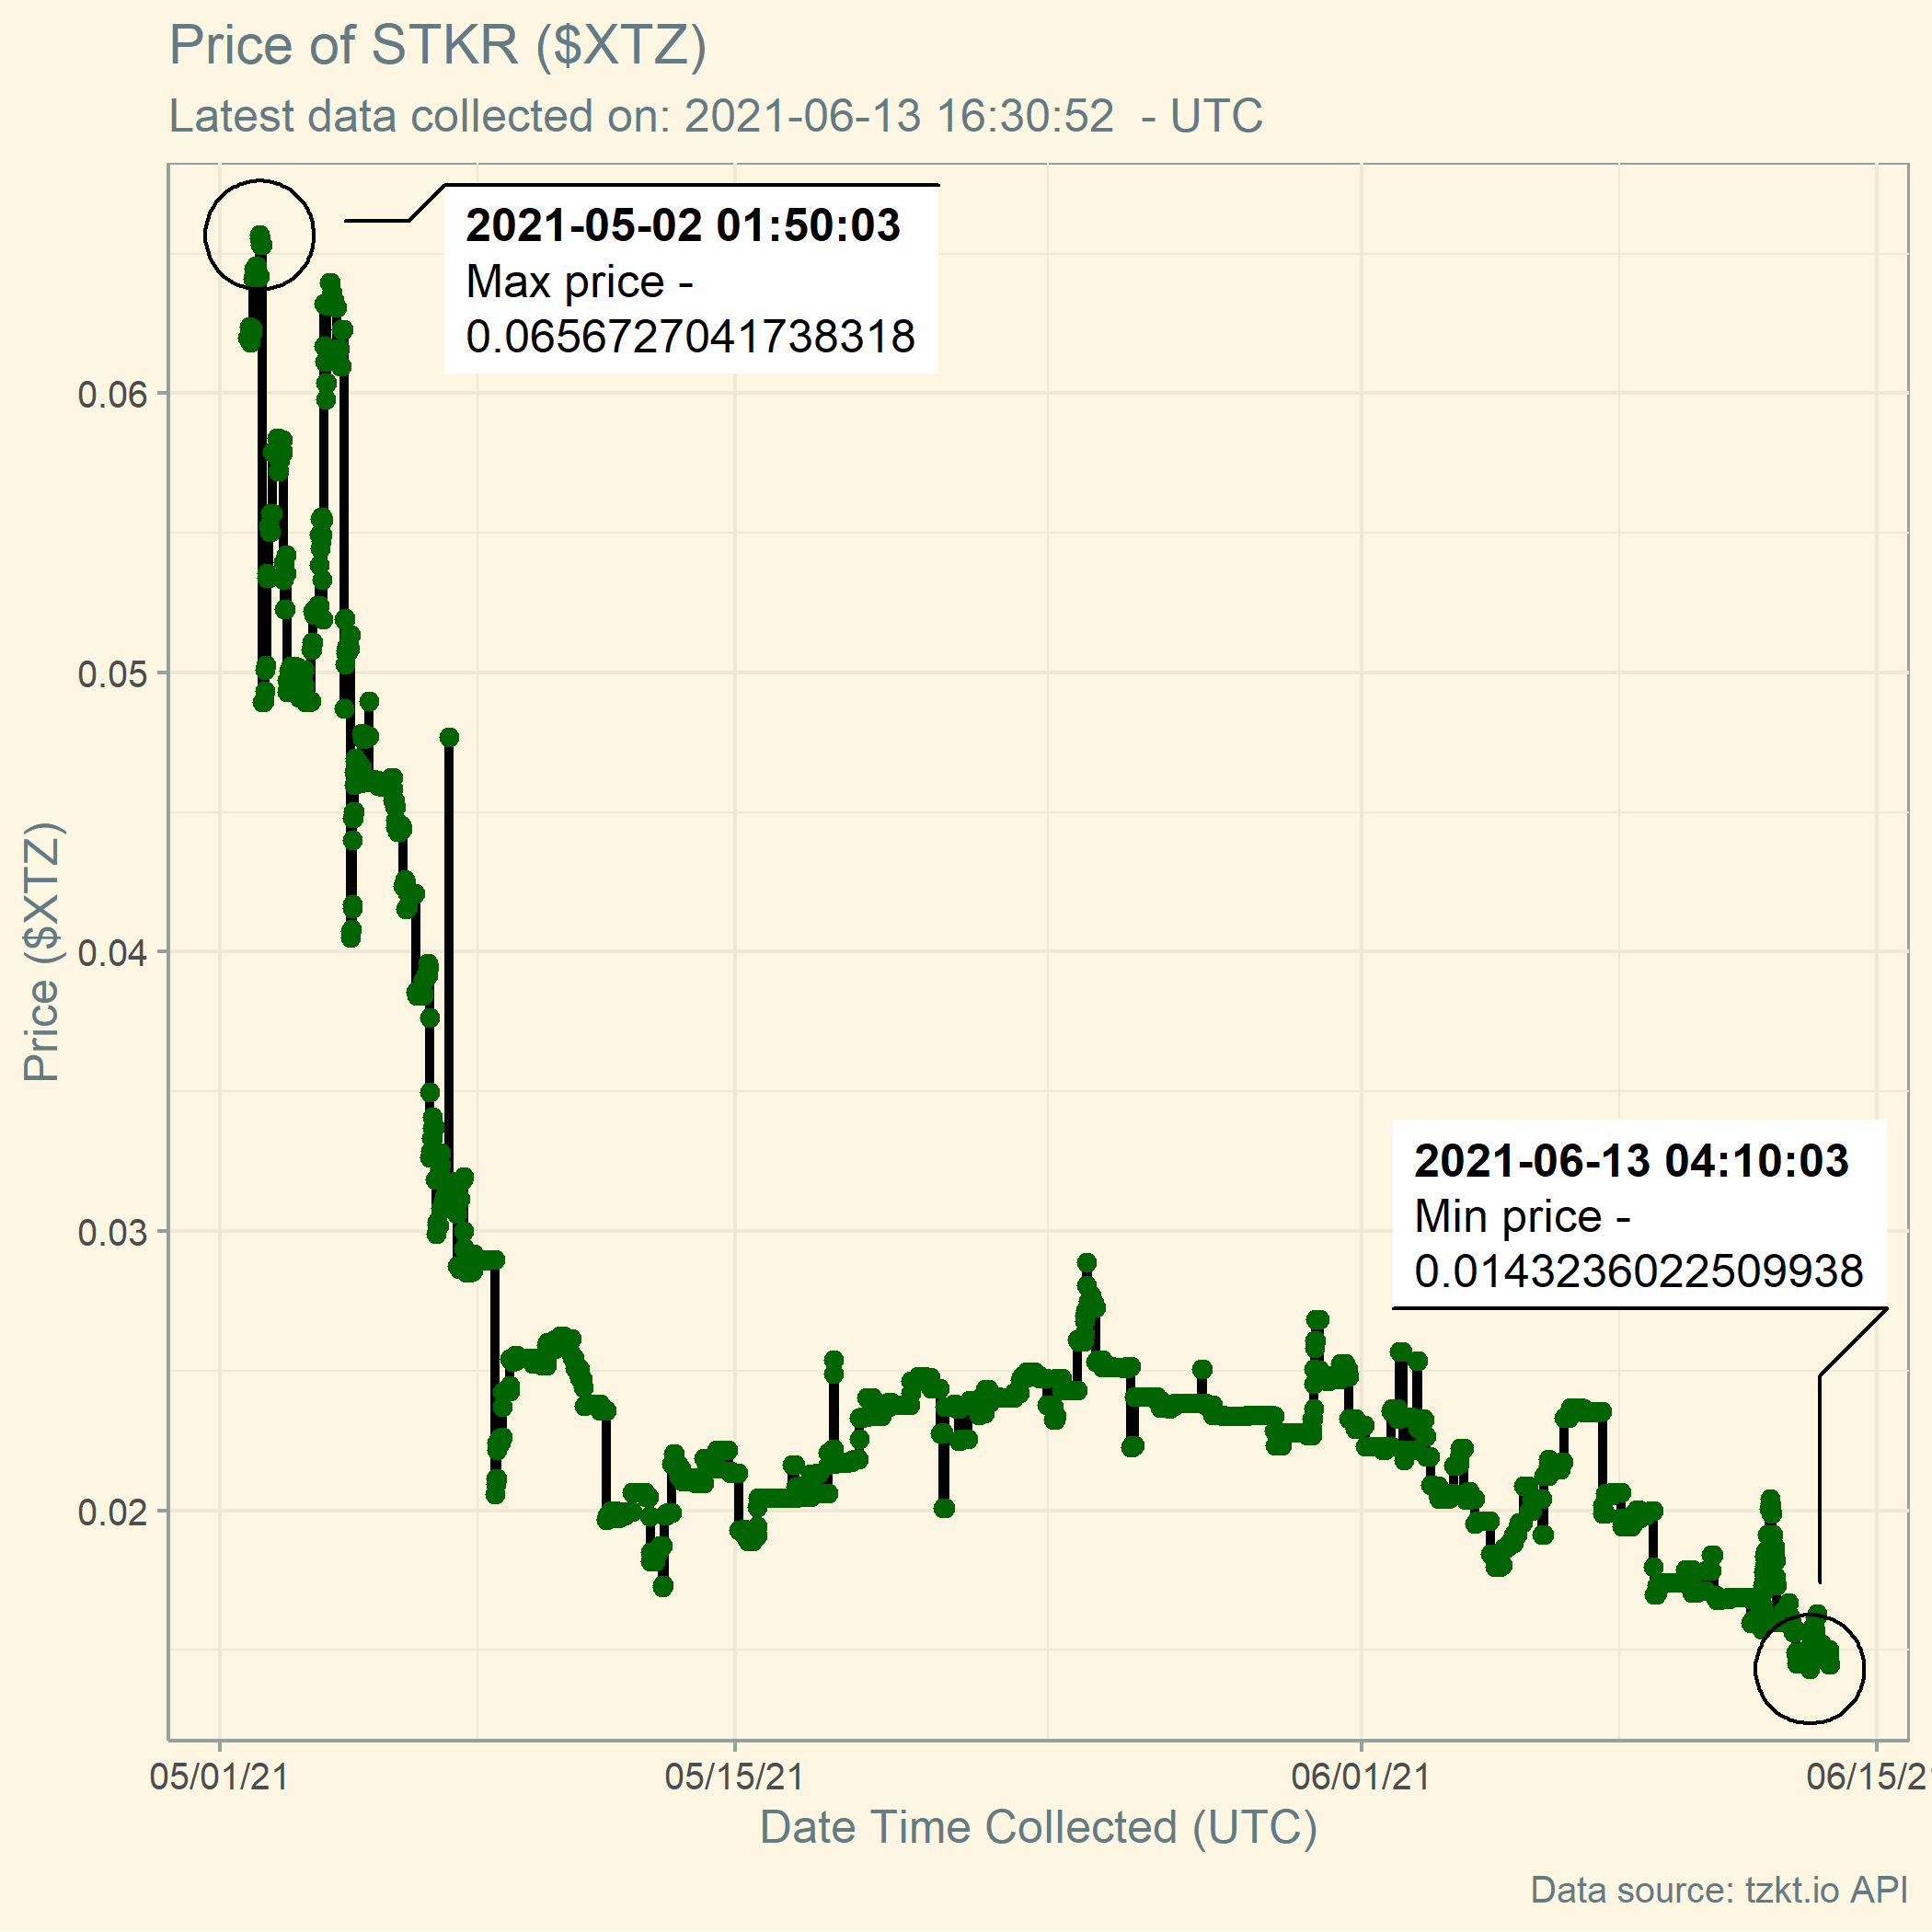 Price of STKR ($XTZ)
Latest data collected on: 2021-06-13 16:30:52  - UTC
2021-05-02 01:50:03
Max price -
0.0656727041738318
0.06
0.05
0.04
0.03
0.02
Price ($XTZ)
2021-06-13 04:10:03
Min price -
0.0143236022509938
05/01/21
05/15/21
06/01/21
06/15/2
Date Time Collected (UTC)
Data source: tzkt.io API